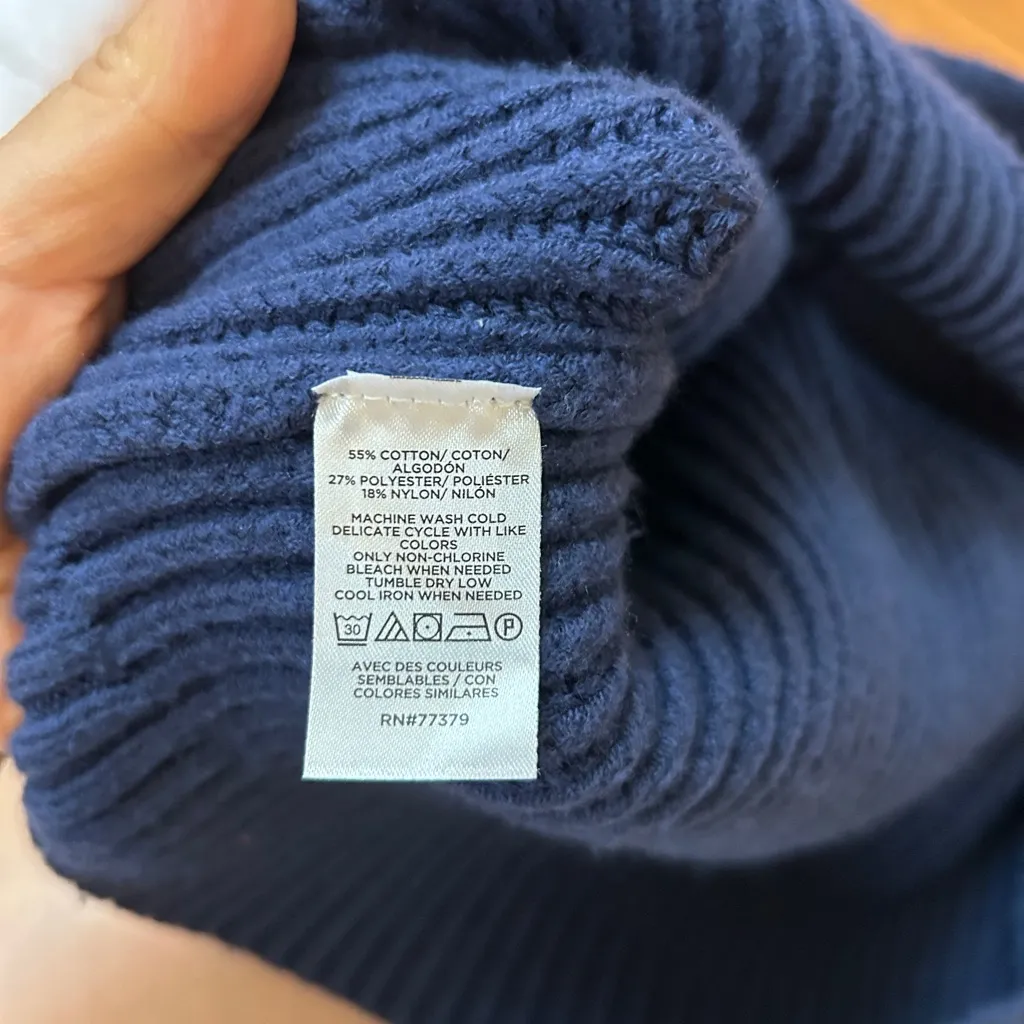 55% COTTON/ COTON/
ALGODÓN
27% POLYESTER/ POLIÉSTER
18% NYLON/ NILÓN
MACHINE WASH COLD
DELICATE CYCLE WITH LIKE
COLORS
ONLY NON-CHLORINE
BLEACH WHEN NEEDED
TUMBLE DRY LOW
COOL IRON WHEN NEEDED
30 P
AVEC DES COULEURS
SEMBLABLES / CON
COLORES SIMILARES
RN#77379